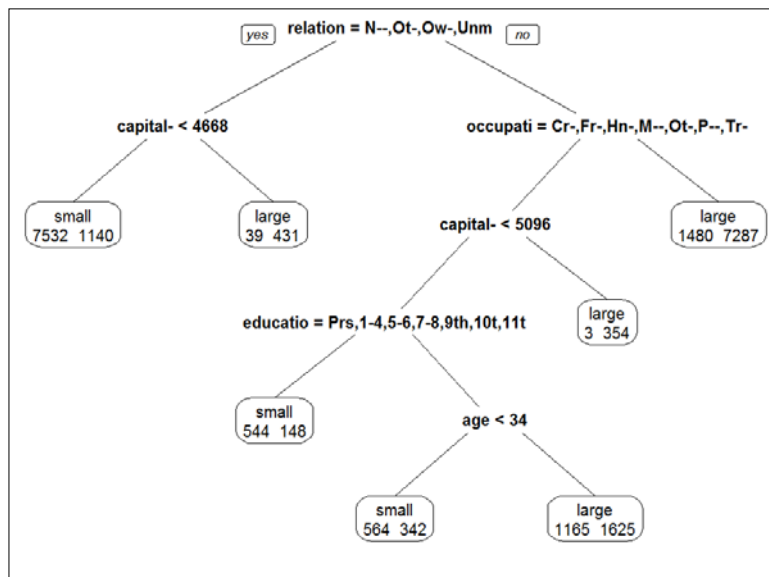 yes relation = N--,Ot-,Ow-,Unm no
capital- < 4668 occupati = Cr-,Fr-,Hn-,M--,Ot-,P--,Tr-
small
7532 1140
large
39 431
capital- < 5096
large
1480 7287
educatio = Prs,1-4,5-6,7-8,9th,10t,11t
large
3 354
small
544 148
age < 34
small
564 342
large
1165 1625